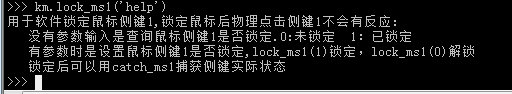 >>> km.lock_ms1('help')
用于软件锁定鼠标侧键1,锁定鼠标后物理点击侧键1不会有反应:
没有参数输入是查询鼠标侧键1是否锁定.0:未锁定 1: 已锁定
有参数时是设置鼠标侧键1是否锁定,lock_ms1(1)锁定，lock_ms1(0)解锁
锁定后可以用catch_ms1捕获侧键实际状态
>>>